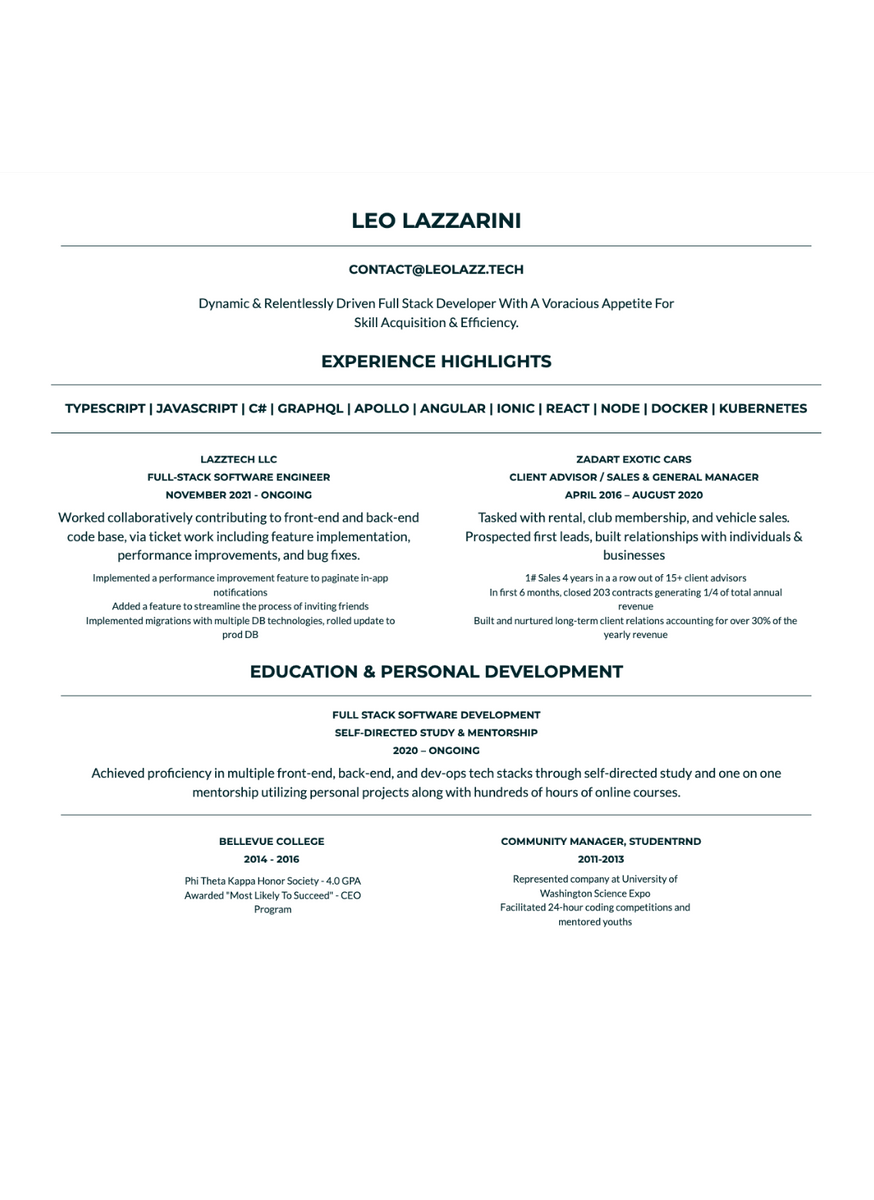 LEO LAZZARINI
CONTACT@LEOLAZZ.TECH
Dynamic & Relentlessly Driven Full Stack Developer With A Voracious Appetite For
Skill Acquisition & Efficiency.
EXPERIENCE HIGHLIGHTS
TYPESCRIPT | JAVASCRIPT | C# | GRAPHQL | APOLLO | ANGULAR | IONIC | REACT | NODE | DOCKER | KUBERNETES
LAZZTECH LLC
FULL-STACK SOFTWARE ENGINEER
NOVEMBER 2021 - ONGOING
Worked collaboratively contributing to front-end and back-end
code base, via ticket work including feature implementation,
performance improvements, and bug fixes.
Implemented a performance improvement feature to paginate in-app
notifications
Added a feature to streamline the process of inviting friends
Implemented migrations with multiple DB technologies, rolled update to
prod DB
ZADART EXOTIC CARS
CLIENT ADVISOR / SALES & GENERAL MANAGER
APRIL 2016 – AUGUST 2020
Tasked with rental, club membership, and vehicle sales.
Prospected first leads, built relationships with individuals &
businesses
1# Sales 4 years in a a row out of 15+ client advisors
In first 6 months, closed 203 contracts generating 1/4 of total annual
revenue
Built and nurtured long-term client relations accounting for over 30% of the
yearly revenue
EDUCATION & PERSONAL DEVELOPMENT
FULL STACK SOFTWARE DEVELOPMENT
SELF-DIRECTED STUDY & MENTORSHIP
2020 – ONGOING
Achieved proficiency in multiple front-end, back-end, and dev-ops tech stacks through self-directed study and one on one
mentorship utilizing personal projects along with hundreds of hours of online courses.
BELLEVUE COLLEGE
2014 - 2016
Phi Theta Kappa Honor Society - 4.0 GPA
Awarded "Most Likely To Succeed" - CEO
Program
COMMUNITY MANAGER, STUDENTRND
2011-2013
Represented company at University of
Washington Science Expo
Facilitated 24-hour coding competitions and
mentored youths